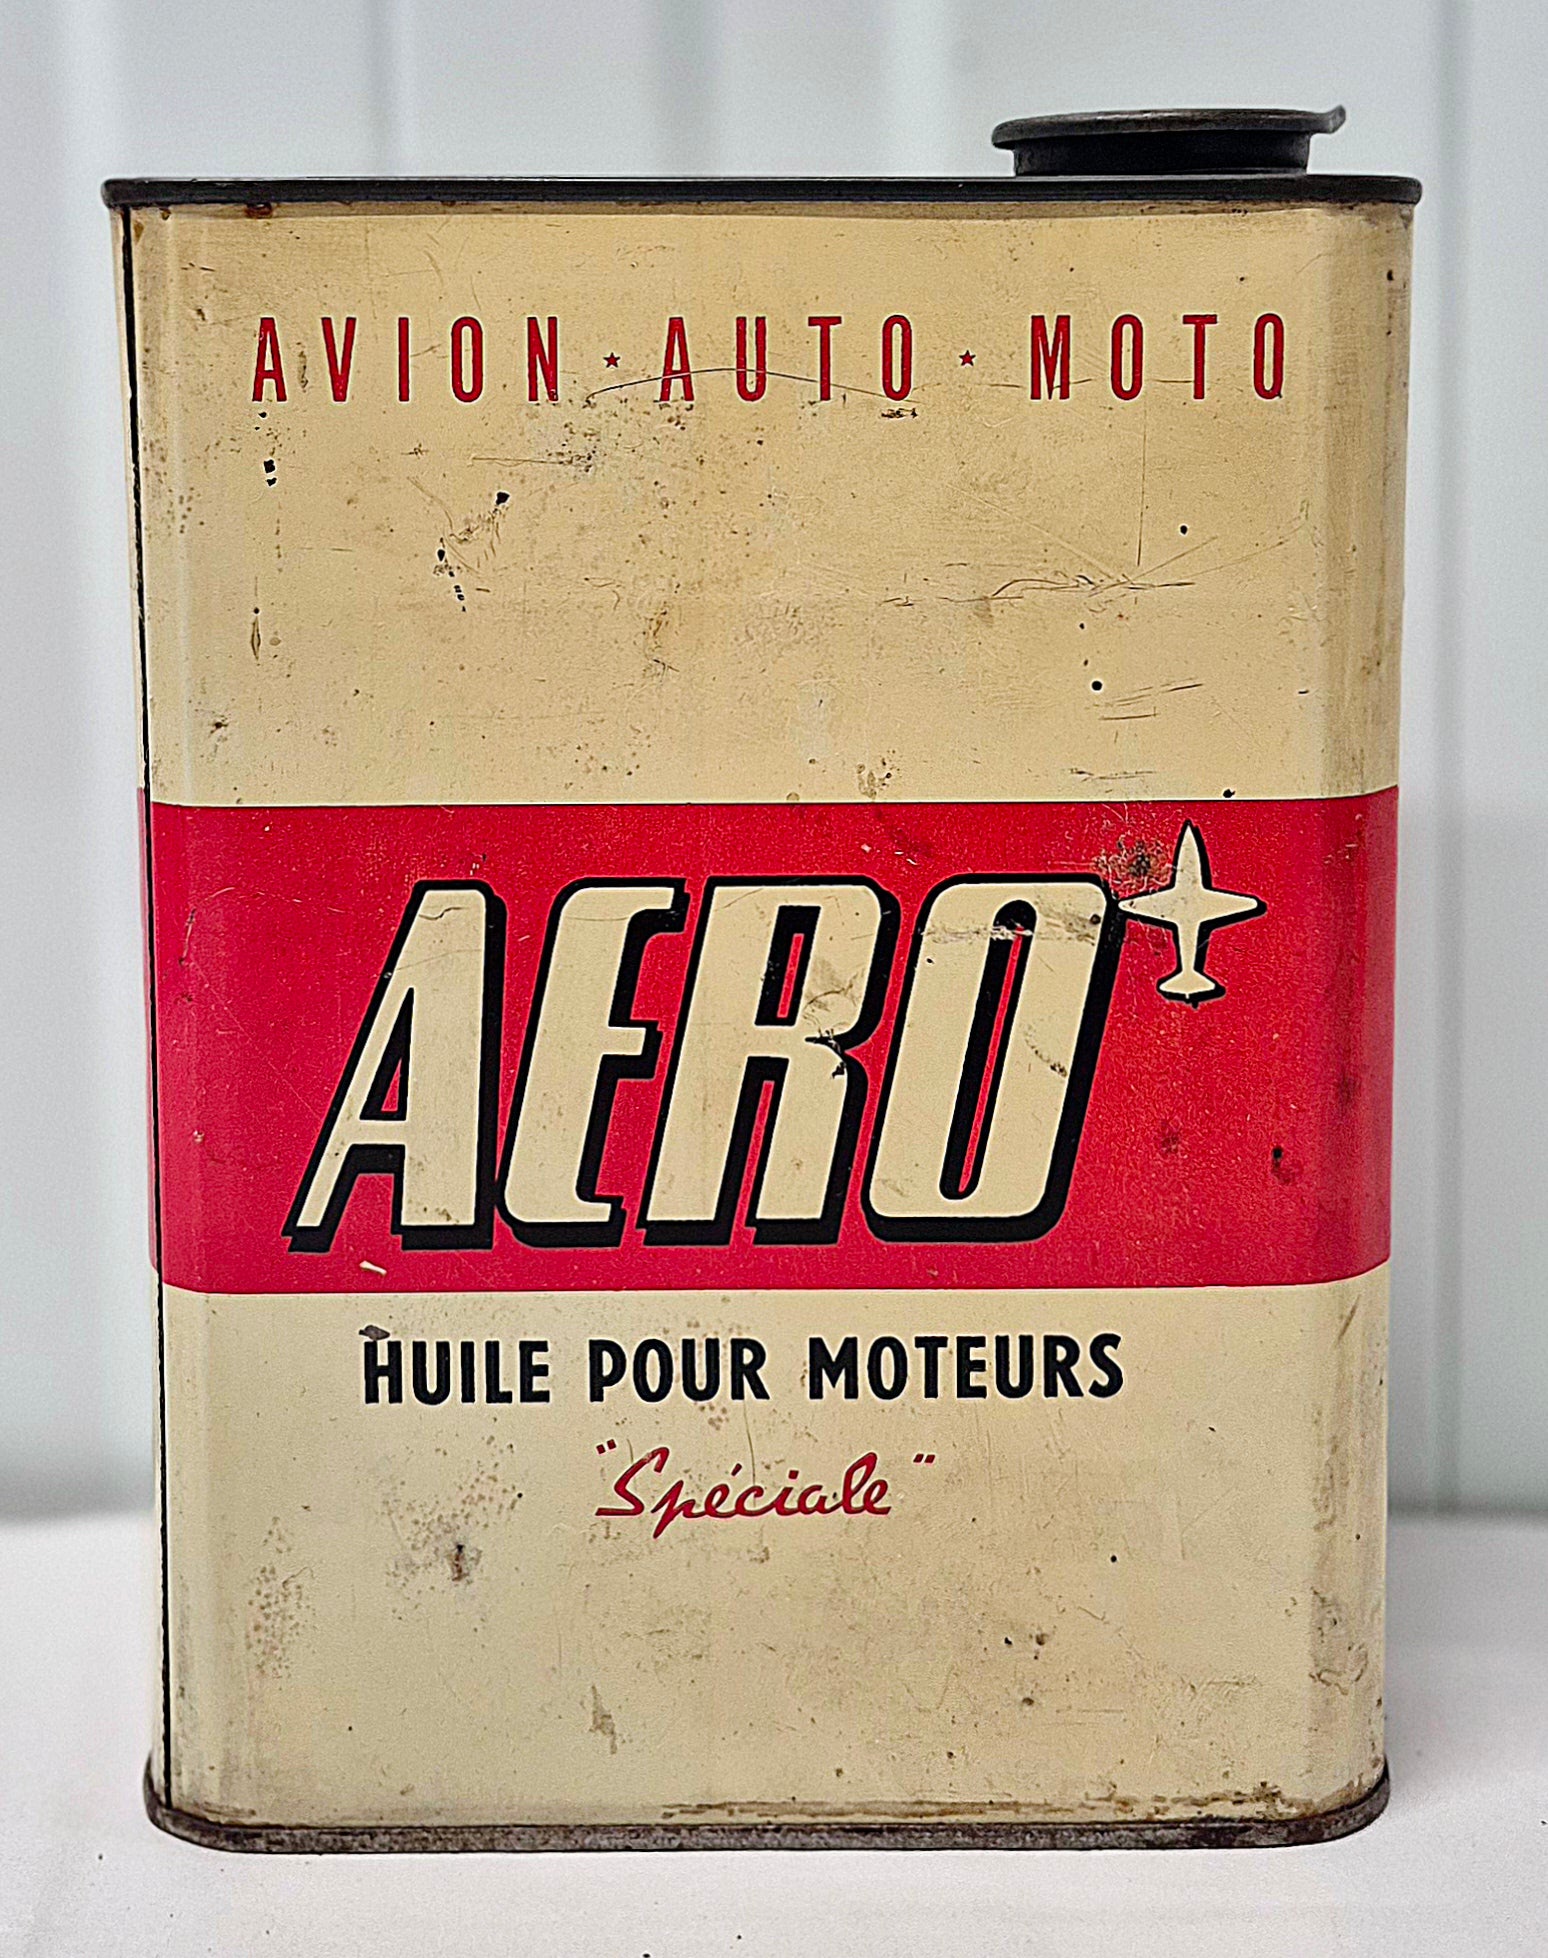 AVION ★ AUTO ★ MOTO
AERO
HUILE POUR MOTEURS
"Spéciale"